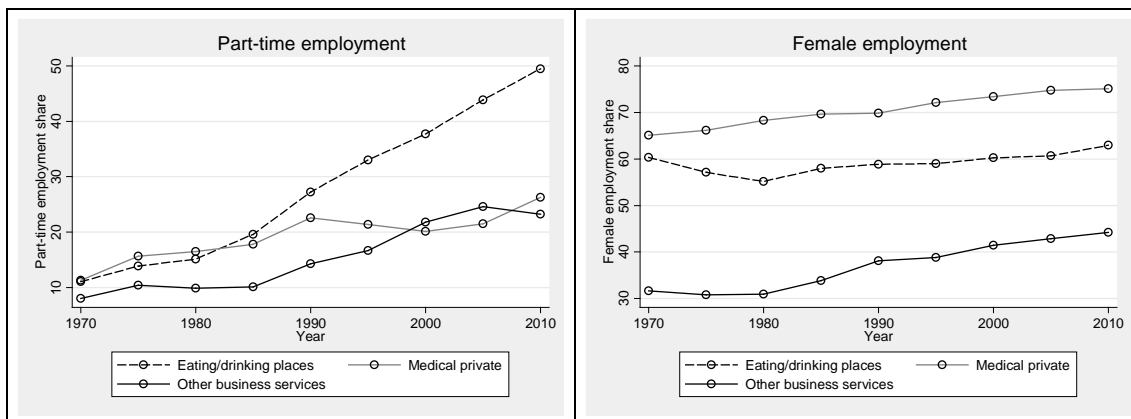 Part-time employment
Part-time employment share
50
40
30
20
10
1970 1980 1990 2000 2010
Year
Eating/drinking places Medical private
Other business services
Female employment
Female employment share
80
70
60
50
40
30
1970 1980 1990 2000 2010
Year
Eating/drinking places Medical private
Other business services